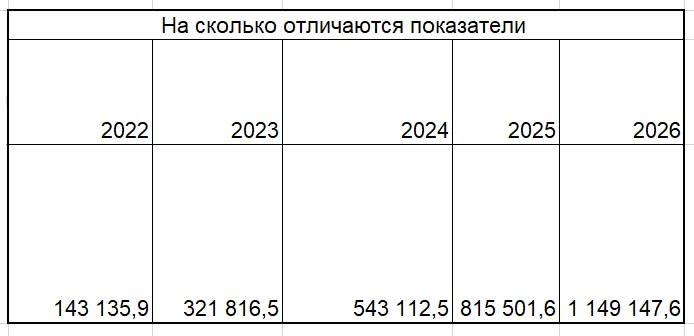 На сколько отличаются показатели
2022 2023 2024 2025 2026
143 135,9 321 816,5 543 112,5 815 501,6 1 149 147,6